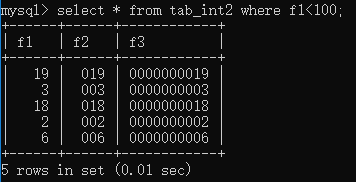 mysql> select * from tab_int2 where f1<100;
+------+------+------------+
| f1   | f2   | f3         |
+------+------+------------+
|   19 |  019 | 0000000019 |
|    3 |  003 | 0000000003 |
|   18 |  018 | 0000000018 |
|    2 |  002 | 0000000002 |
|    6 |  006 | 0000000006 |
+------+------+------------+
5 rows in set (0.01 sec)